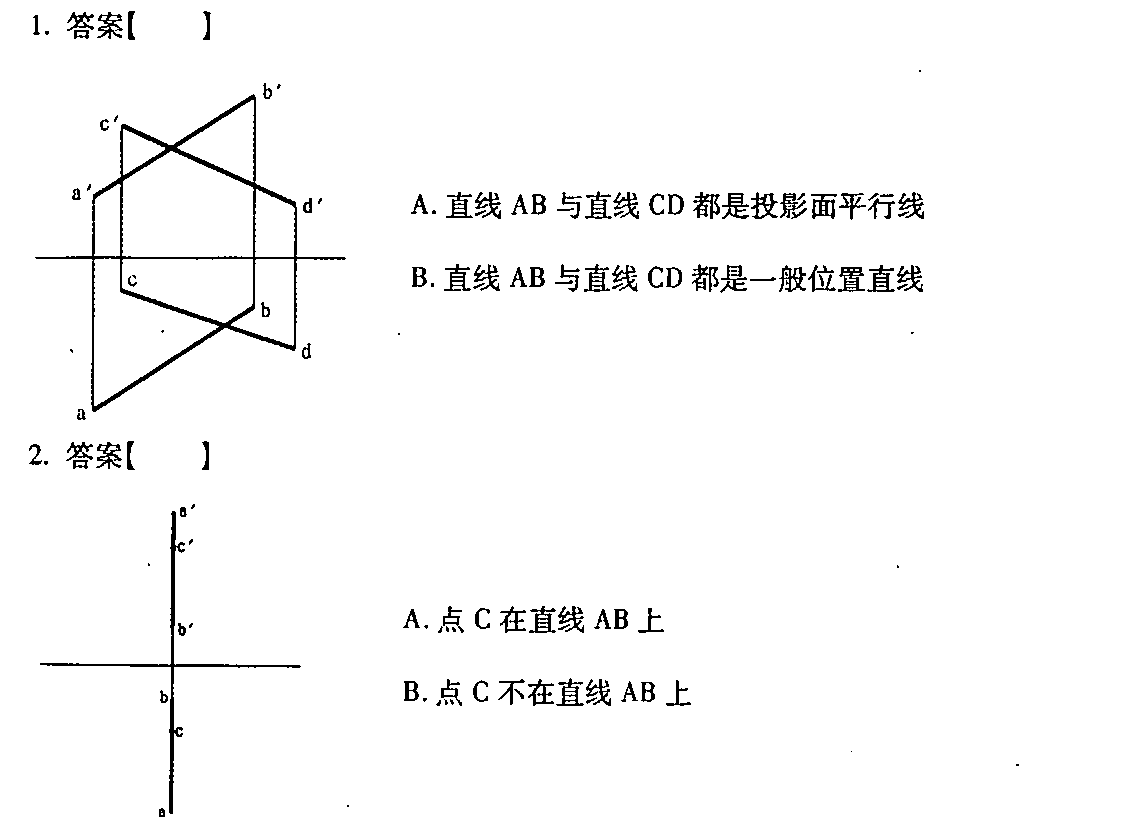 1. 答案【 】
b′
c′
a′
d′
c
b
d
a
A. 直线 AB 与直线 CD 都是投影面平行线
B. 直线 AB 与直线 CD 都是一般位置直线
2. 答案【 】
a′
c′
b′
b
c
a
A. 点 C 在直线 AB 上
B. 点 C 不在直线 AB 上